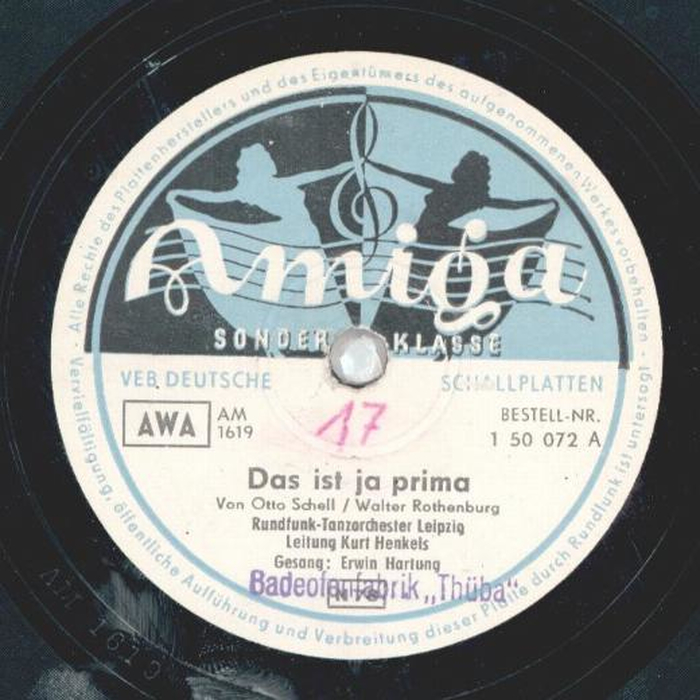 Alle Rechte des Plattenherstellers und des Eigentümers des aufgenommenen Werkes vorbehalten - Vervielfältigung, öffentliche Aufführung und Verbreitung dieser Platte durch Rundfunk ist untersagt -
Amiga
SONDER KLASSE
VEB DEUTSCHE SCHALLPLATTEN
AWA AM 1619
17
BESTELL-NR.
1 50 072 A
Das ist ja prima
Von Otto Schell / Walter Rothenburg
Rundfunk-Tanzorchester Leipzig
Leitung Kurt Henkels
Gesang: Erwin Hartung
Badeofenfabrik „Thüba“
N 78
AM 1619